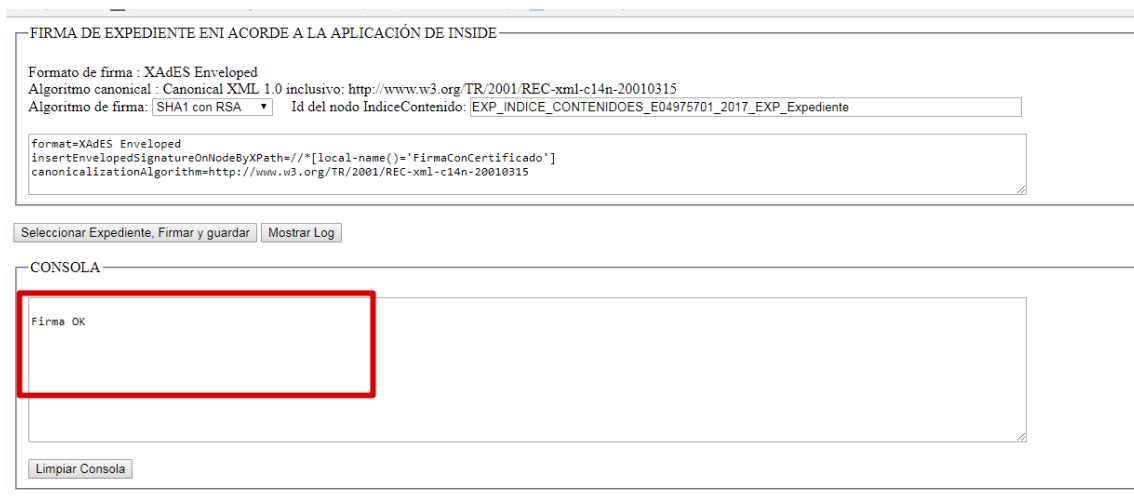 FIRMA DE EXPEDIENTE ENI ACORDE A LA APLICACIÓN DE INSIDE
Formato de firma : XAdES Enveloped
Algoritmo canonical : Canonical XML 1.0 inclusivo: http://www.w3.org/TR/2001/REC-xml-c14n-20010315
Algoritmo de firma: SHA1 con RSA Id del nodo IndiceContenido: EXP_INDICE_CONTENIDOES_E04975701_2017_EXP_Expediente
format=XAdES Enveloped
insertEnvelopedSignatureOnNodeByXPath=//*[local-name()='FirmaConCertificado']
canonicalizationAlgorithm=http://www.w3.org/TR/2001/REC-xml-c14n-20010315
Seleccionar Expediente, Firmar y guardar Mostrar Log
CONSOLA
Firma OK
Limpiar Consola